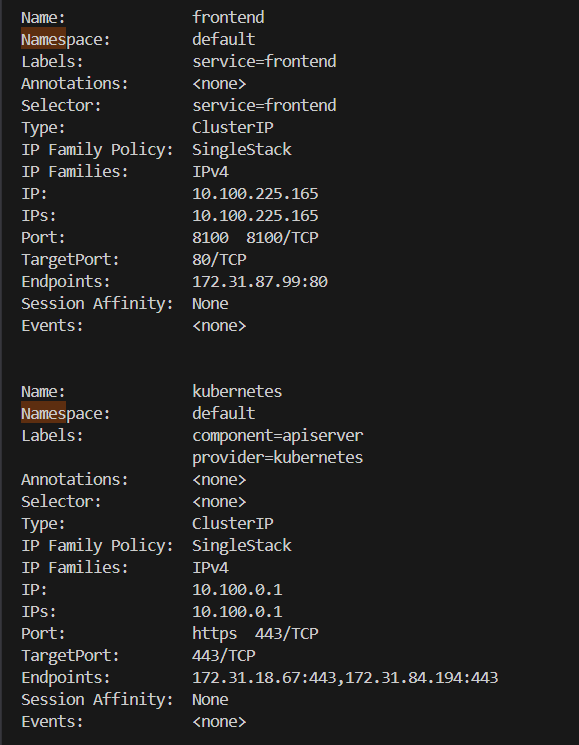 Name:              frontend
Namespace:         default
Labels:            service=frontend
Annotations:       <none>
Selector:          service=frontend
Type:              ClusterIP
IP Family Policy:  SingleStack
IP Families:       IPv4
IP:                10.100.225.165
IPs:               10.100.225.165
Port:              8100  8100/TCP
TargetPort:        80/TCP
Endpoints:         172.31.87.99:80
Session Affinity:  None
Events:            <none>
Name:              kubernetes
Namespace:         default
Labels:            component=apiserver
                   provider=kubernetes
Annotations:       <none>
Selector:          <none>
Type:              ClusterIP
IP Family Policy:  SingleStack
IP Families:       IPv4
IP:                10.100.0.1
IPs:               10.100.0.1
Port:              https  443/TCP
TargetPort:        443/TCP
Endpoints:         172.31.18.67:443,172.31.84.194:443
Session Affinity:  None
Events:            <none>